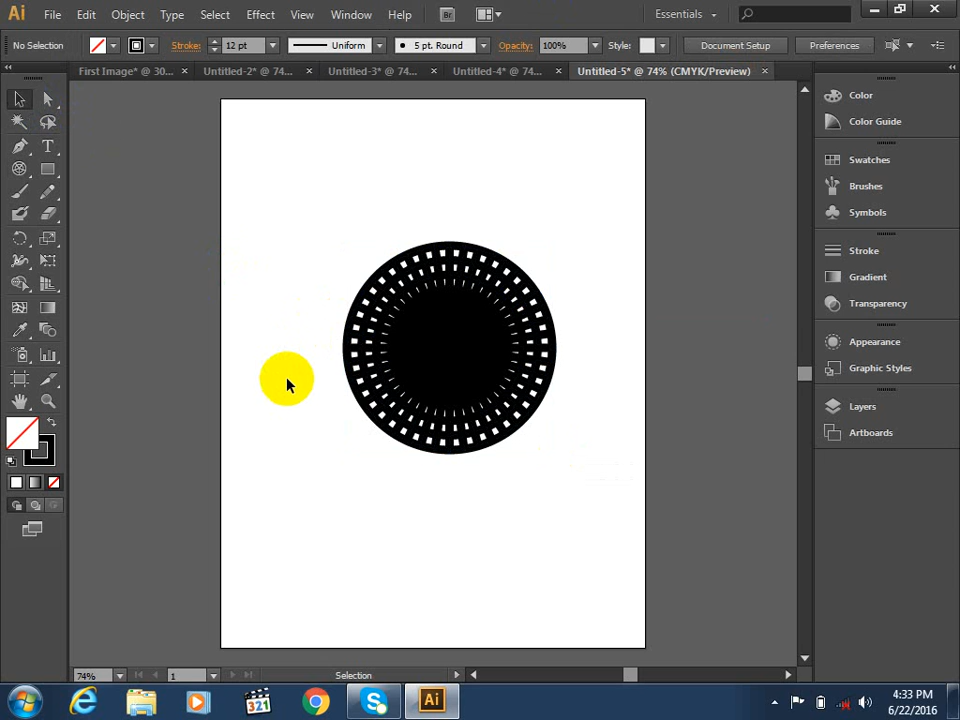 Ai File Edit Object Type Select Effect View Window Help Br Essentials
No Selection Stroke: 12 pt Uniform 5 pt. Round Opacity: 100% Style: Document Setup Preferences
First Image* @ 30... × Untitled-2* @ 74... × Untitled-3* @ 74... × Untitled-4* @ 74... × Untitled-5* @ 74% (CMYK/Preview) ×
Color
Color Guide
Swatches
Brushes
Symbols
Stroke
Gradient
Transparency
Appearance
Graphic Styles
Layers
Artboards
T
74% 1 Selection
321 Ai 4:33 PM
6/22/2016